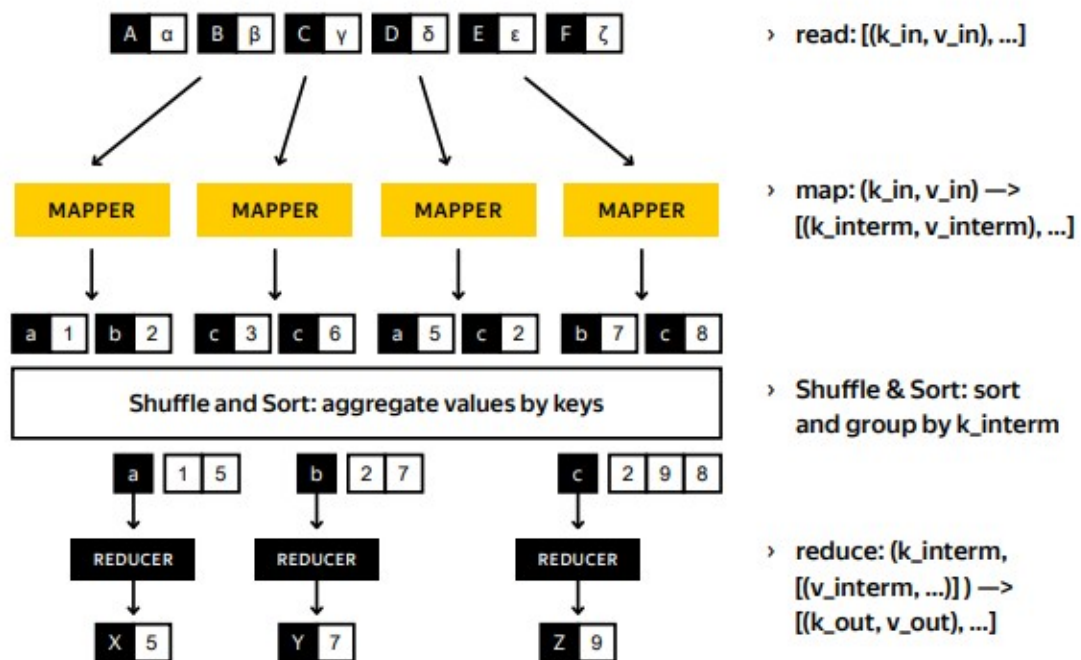 A α B β C γ D δ E ε F ζ
› read: [(k_in, v_in), ...]
MAPPER MAPPER MAPPER MAPPER
› map: (k_in, v_in) —>
[(k_interm, v_interm), ...]
a 1 b 2 c 3 c 6 a 5 c 2 b 7 c 8
Shuffle and Sort: aggregate values by keys
› Shuffle & Sort: sort
and group by k_interm
a 1 5 b 2 7 c 2 9 8
REDUCER REDUCER REDUCER
› reduce: (k_interm,
[(v_interm, ...)] ) —>
[(k_out, v_out), ...]
X 5 Y 7 Z 9